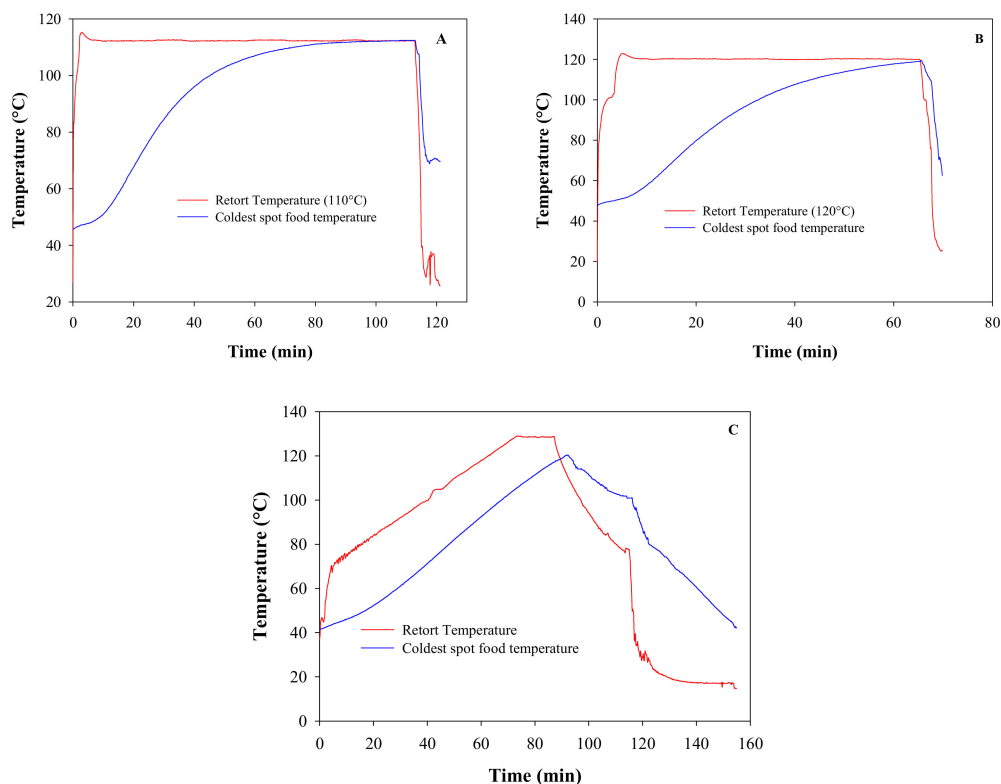 A
120
100
80
60
40
20
Temperature (°C)
Retort Temperature (110°C)
Coldest spot food temperature
0 20 40 60 80 100 120
Time (min)
B
140
120
100
80
60
40
20
0
Temperature (°C)
Retort Temperature (120°C)
Coldest spot food temperature
0 20 40 60 80
Time (min)
C
140
120
100
80
60
40
20
0
Temperature (°C)
Retort Temperature
Coldest spot food temperature
0 20 40 60 80 100 120 140 160
Time (min)